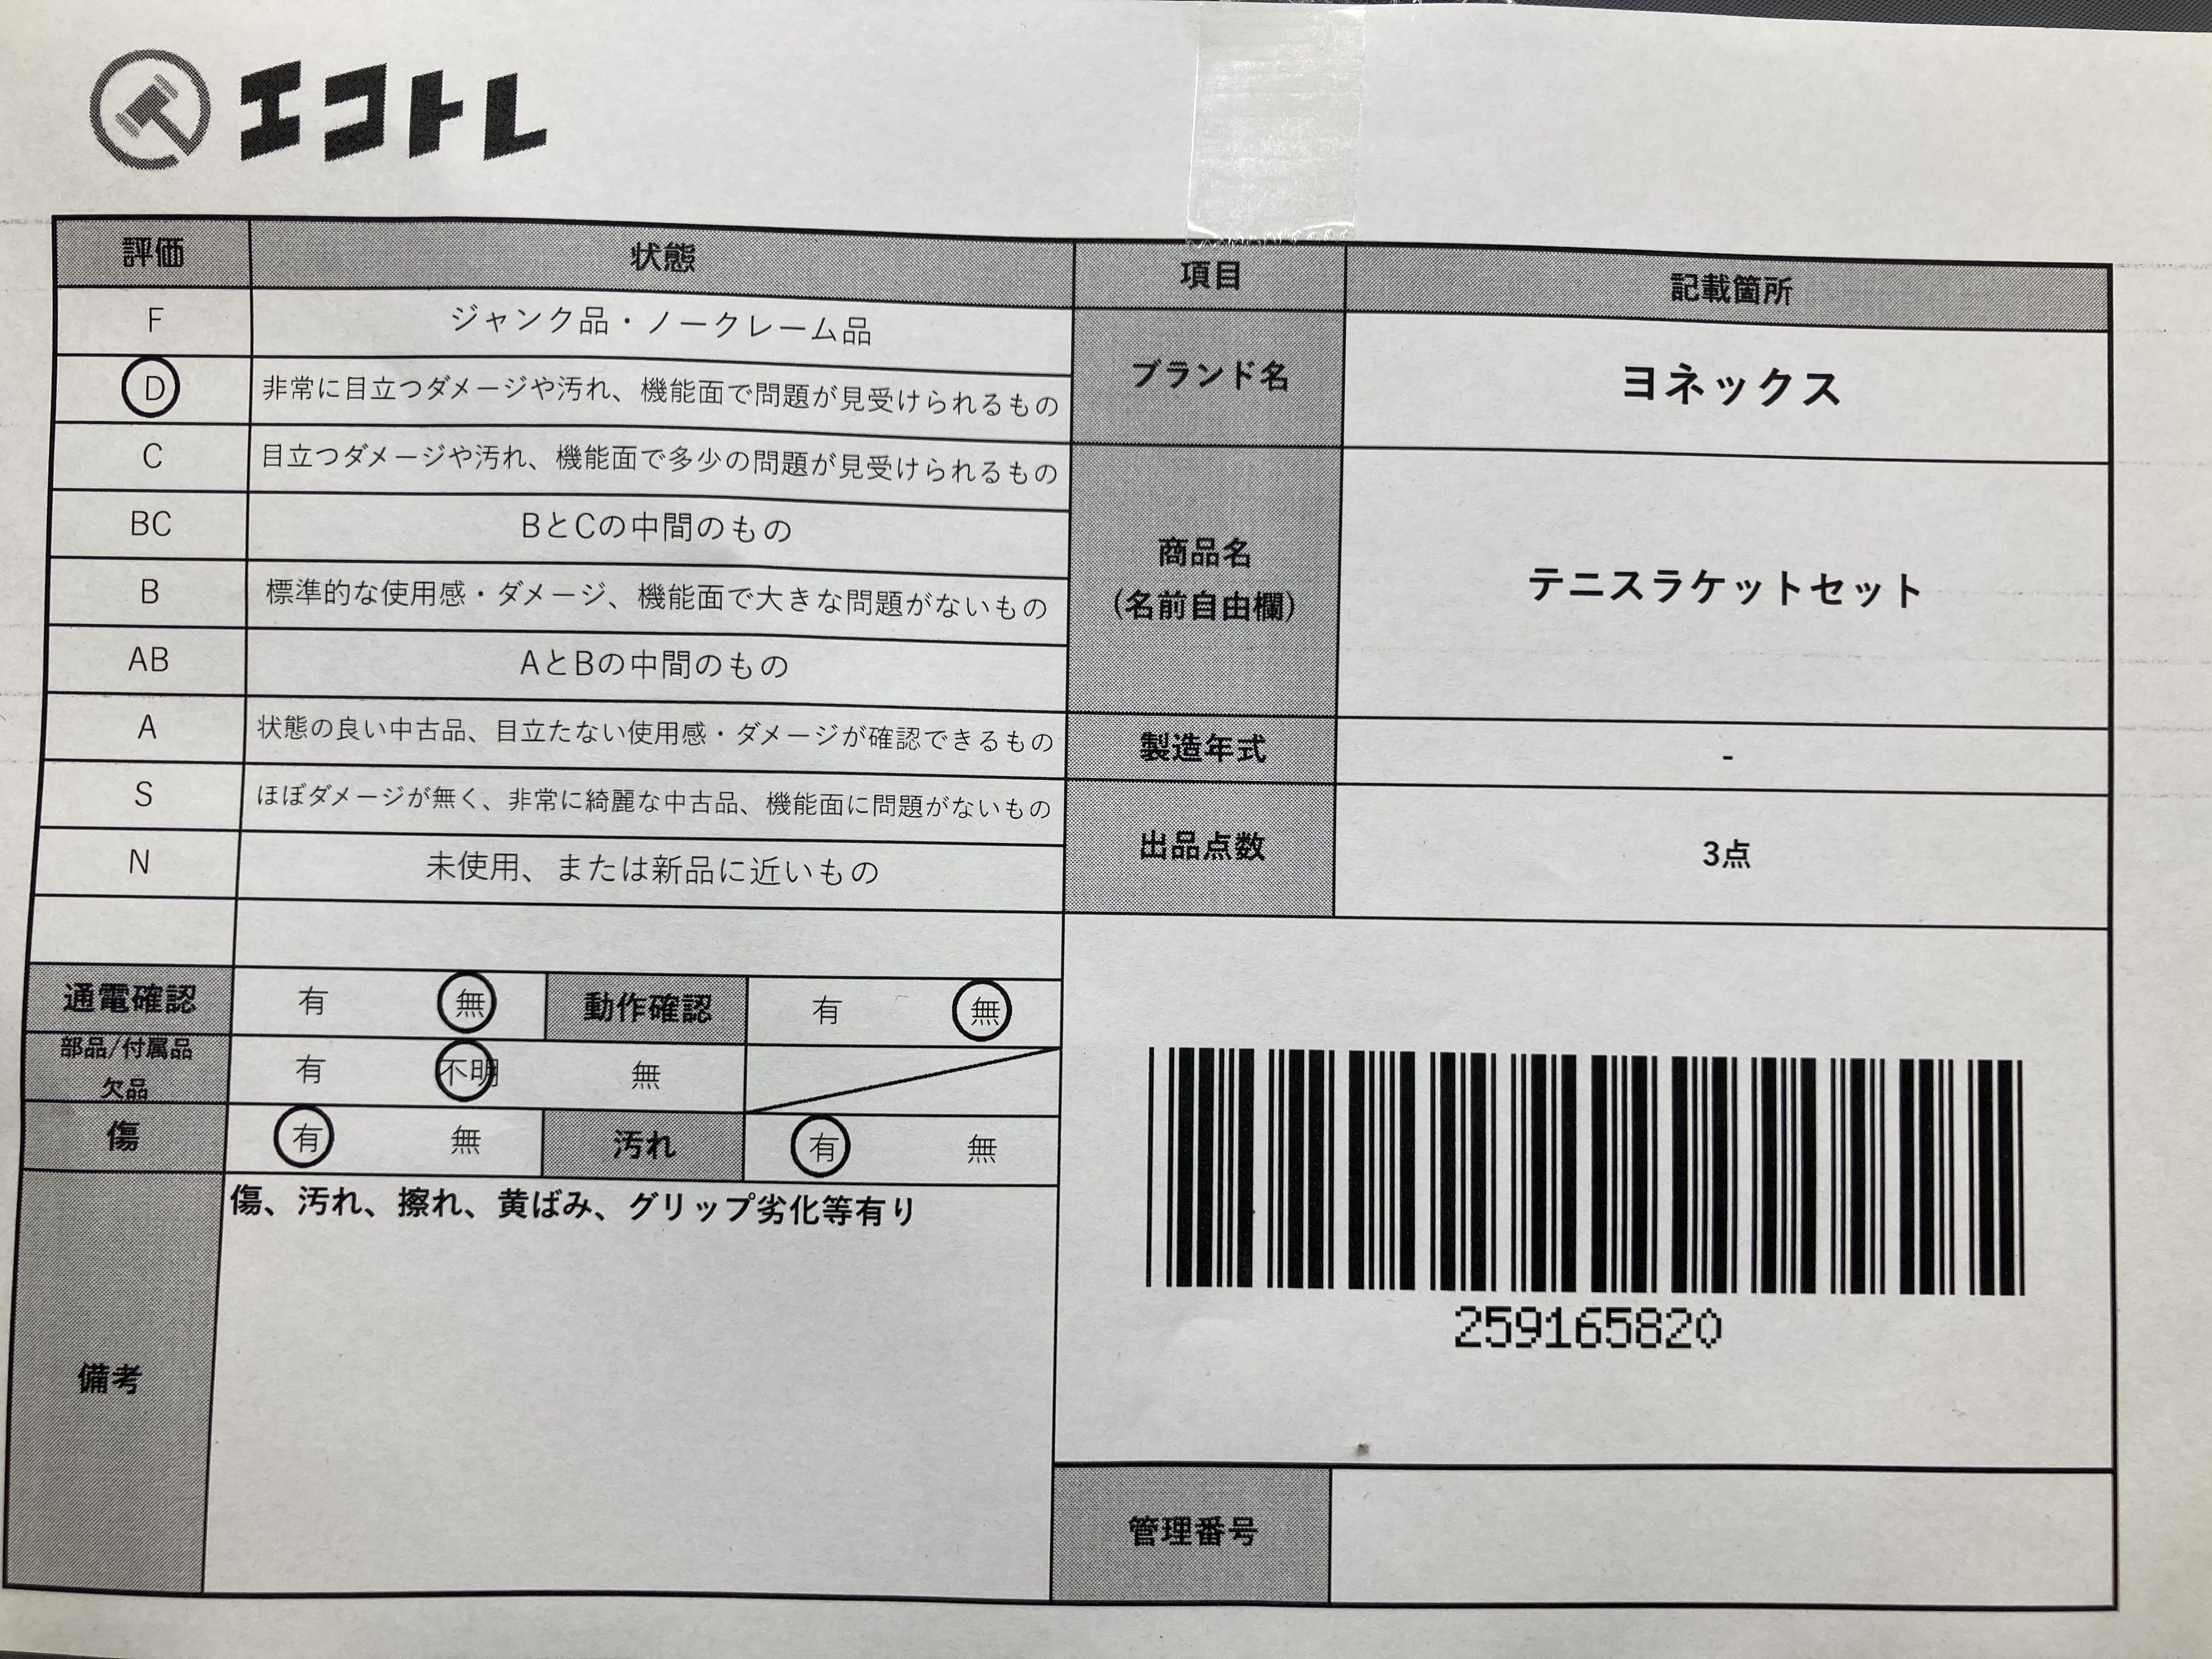 エコトレ
評価 状態 項目 記載箇所
F ジャンク品・ノークレーム品
D 非常に目立つダメージや汚れ、機能面で問題が見受けられるもの
ブランド名 ヨネックス
C 目立つダメージや汚れ、機能面で多少の問題が見受けられるもの
BC BとCの中間のもの
商品名
(名前自由欄)
テニスラケットセット
B 標準的な使用感・ダメージ、機能面で大きな問題がないもの
AB AとBの中間のもの
A 状態の良い中古品、目立たない使用感・ダメージが確認できるもの
製造年式 -
S ほぼダメージが無く、非常に綺麗な中古品、機能面に問題がないもの
出品点数 3点
N 未使用、または新品に近いもの
通電確認 有 無 動作確認 有 無
部品/付属品
欠品
有 不明 無
傷 有 無 汚れ 有 無
備考
傷、汚れ、擦れ、黄ばみ、グリップ劣化等有り
259165820
管理番号